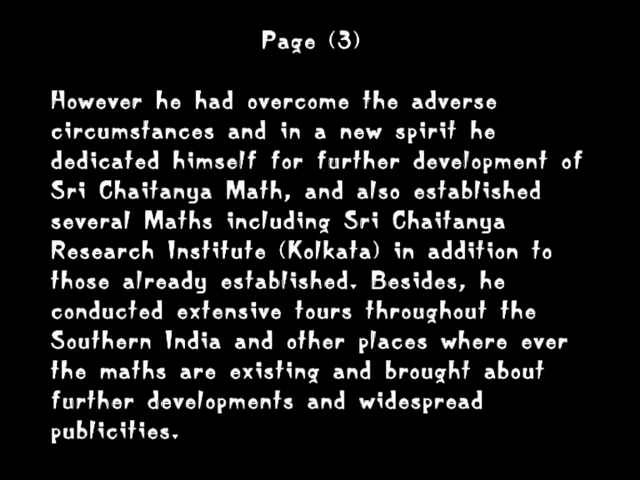 Page (3)
However he had overcome the adverse
circumstances and in a new spirit he
dedicated himself for further development of
Sri Chaitanya Math, and also established
several Maths including Sri Chaitanya
Research Institute (Kolkata) in addition to
those already established. Besides, he
conducted extensive tours throughout the
Southern India and other places where ever
the maths are existing and brought about
further developments and widespread
publicities.